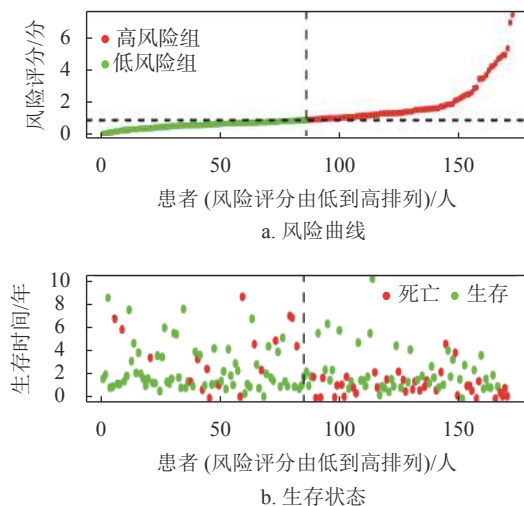 风险评分/分
6
4
2
0
高风险组
低风险组
0 50 100 150
患者 (风险评分由低到高排列)/人
a. 风险曲线
生存时间/年
10
8
6
4
2
0
死亡 生存
0 50 100 150
患者 (风险评分由低到高排列)/人
b. 生存状态